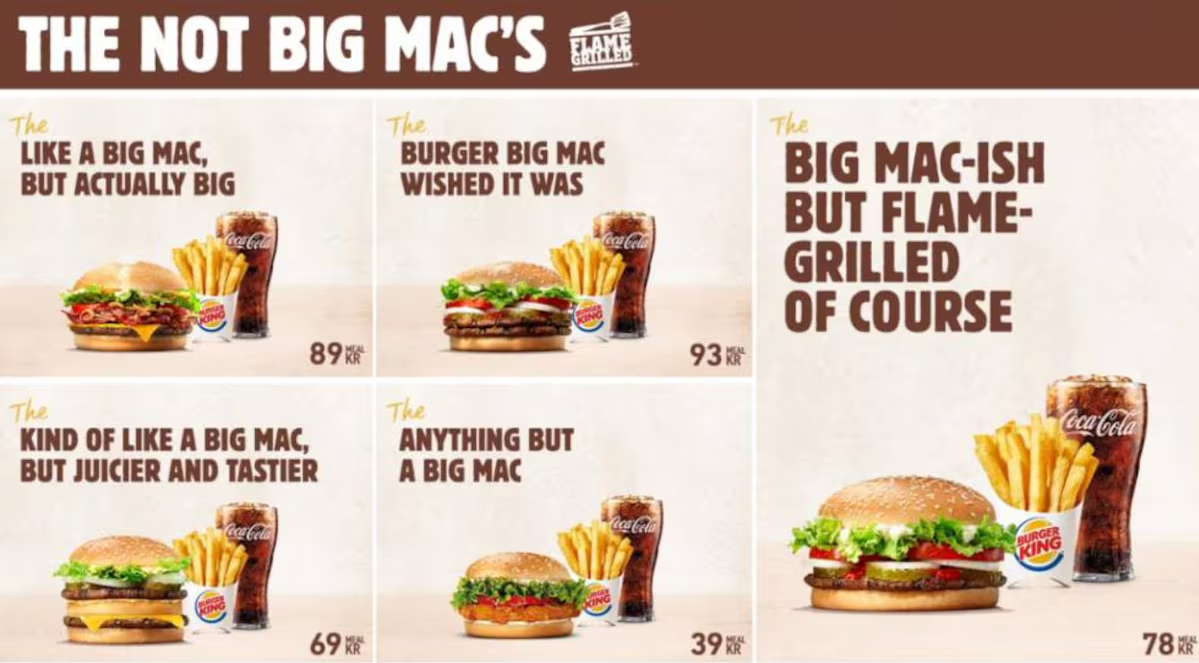 THE NOT BIG MAC'S
FLAME
GRILLED
The
LIKE A BIG MAC,
BUT ACTUALLY BIG
Coca-Cola
BURGER
KING
89 MEAL
KR
The
BURGER BIG MAC
WISHED IT WAS
Coca-Cola
BURGER
KING
93 MEAL
KR
The
KIND OF LIKE A BIG MAC,
BUT JUICIER AND TASTIER
Coca-Cola
BURGER
KING
69 MEAL
KR
The
ANYTHING BUT
A BIG MAC
Coca-Cola
BURGER
KING
39 MEAL
KR
The
BIG MAC-ISH
BUT FLAME-
GRILLED
OF COURSE
Coca-Cola
BURGER
KING
78 MEAL
KR